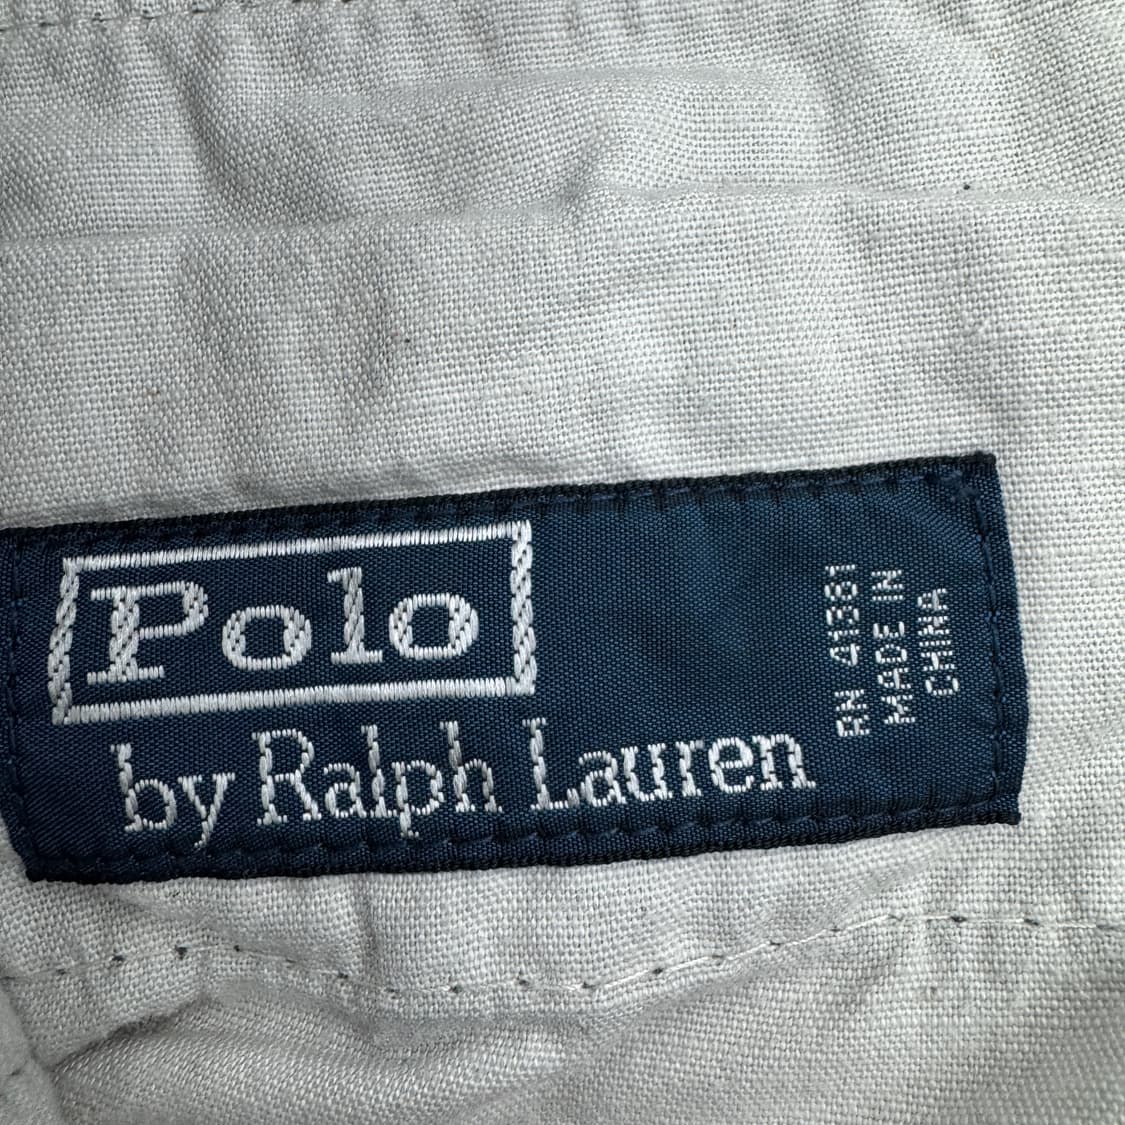 Polo
by Ralph Lauren
RN 41381
MADE IN
CHINA